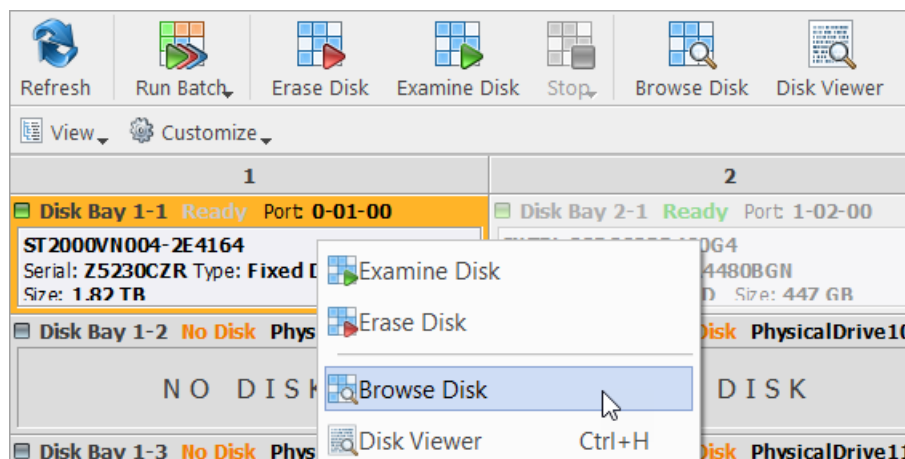 Refresh Run Batch Erase Disk Examine Disk Stop Browse Disk Disk Viewer
View Customize
1 2
Disk Bay 1-1 Ready Port: 0-01-00 Disk Bay 2-1 Ready Port: 1-02-00
ST2000VN004-2E4164
Serial: Z5230CZR Type: Fixed 4480BGN
Size: 1.82 TB Size: 447 GB
Examine Disk
Erase Disk
Disk Bay 1-2 No Disk Phys Disk PhysicalDrive10
NO DISK DISK
Browse Disk
Disk Viewer Ctrl+H
Disk Bay 1-3 No Disk Phys Disk PhysicalDrive11